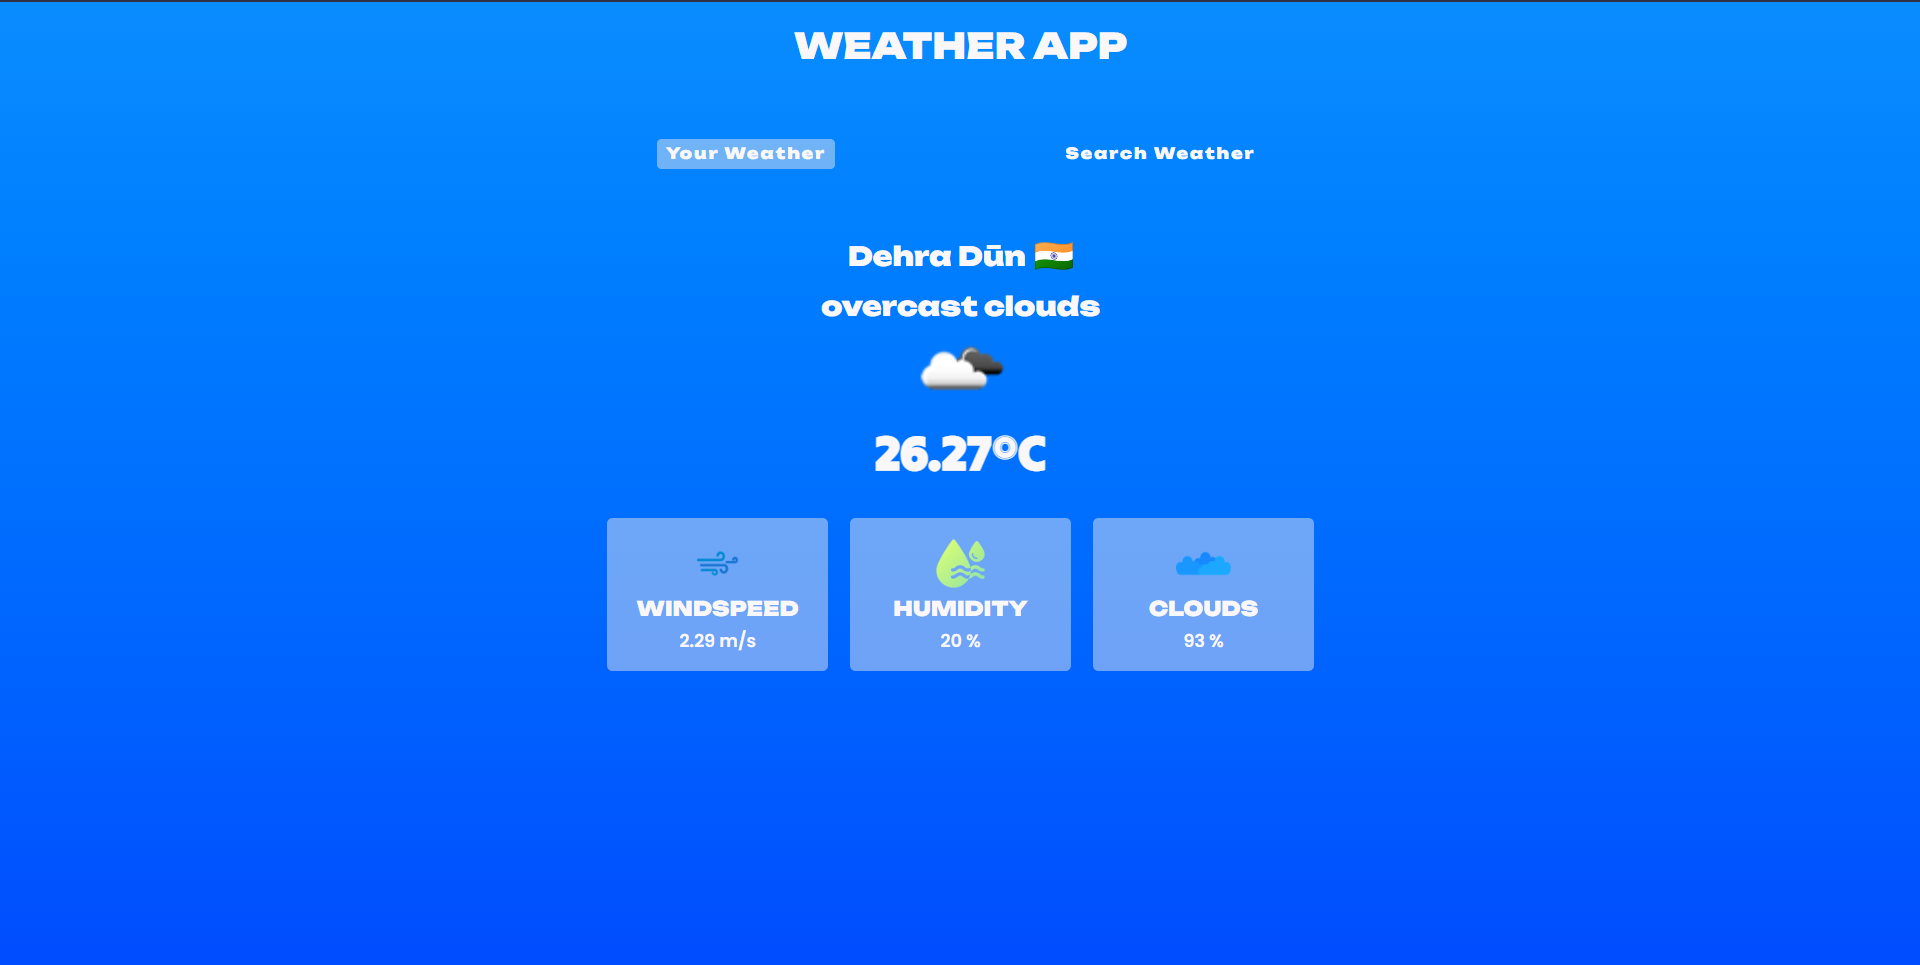 WEATHER APP
Your Weather
Search Weather
Dehra Dūn
overcast clouds
26.27°C
WINDSPEED
2.29 m/s
HUMIDITY
20 %
CLOUDS
93 %